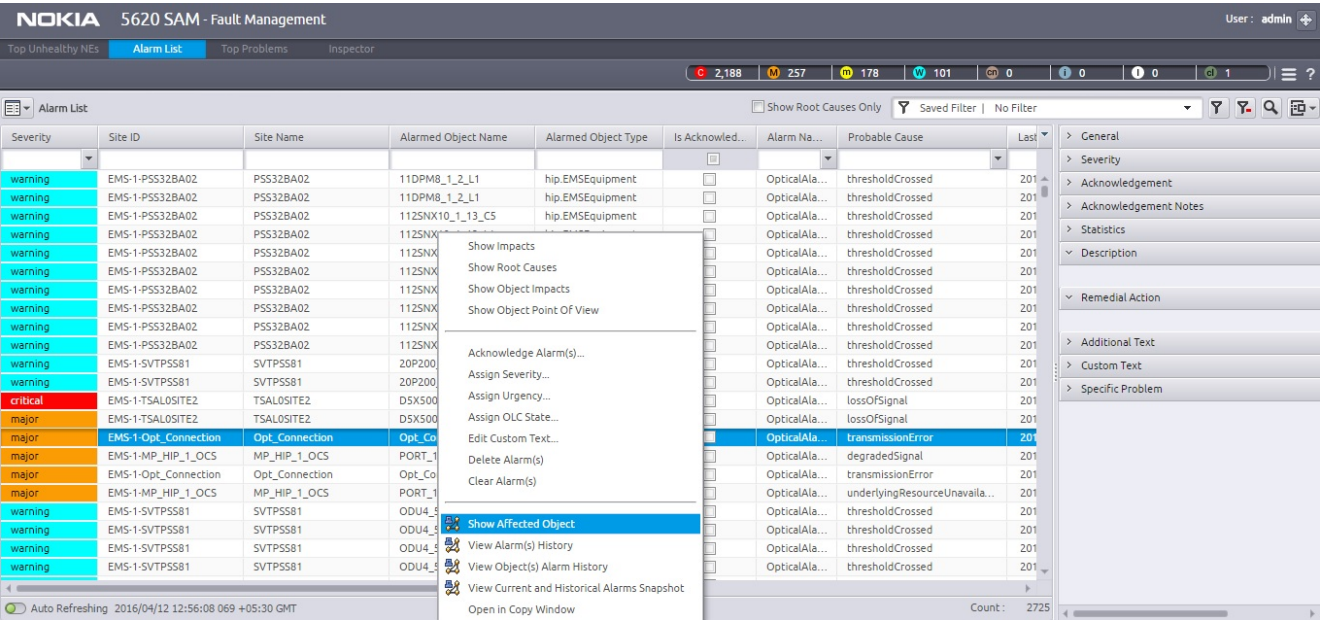 NOKIA 5620 SAM - Fault Management User : admin
Top Unhealthy NEs Alarm List Top Problems Inspector
C 2,188 M 257 m 178 W 101 cn 0 i 0 I 0 cl 1 ?
Alarm List Show Root Causes Only Saved Filter | No Filter
Severity Site ID Site Name Alarmed Object Name Alarmed Object Type Is Acknowled... Alarm Na... Probable Cause Last
warning EMS-1-PSS32BA02 PSS32BA02 11DPM8_1_2_L1 hip.EMSEquipment OpticalAla... thresholdCrossed 201
warning EMS-1-PSS32BA02 PSS32BA02 11DPM8_1_2_L1 hip.EMSEquipment OpticalAla... thresholdCrossed 201
warning EMS-1-PSS32BA02 PSS32BA02 112SNX10_1_13_C5 hip.EMSEquipment OpticalAla... thresholdCrossed 201
warning EMS-1-PSS32BA02 PSS32BA02 112SNX OpticalAla... thresholdCrossed 201
warning EMS-1-PSS32BA02 PSS32BA02 112SNX OpticalAla... thresholdCrossed 201
warning EMS-1-PSS32BA02 PSS32BA02 112SNX OpticalAla... thresholdCrossed 201
warning EMS-1-PSS32BA02 PSS32BA02 112SNX OpticalAla... thresholdCrossed 201
warning EMS-1-PSS32BA02 PSS32BA02 112SNX OpticalAla... thresholdCrossed 201
warning EMS-1-PSS32BA02 PSS32BA02 112SNX OpticalAla... thresholdCrossed 201
warning EMS-1-PSS32BA02 PSS32BA02 112SNX OpticalAla... thresholdCrossed 201
warning EMS-1-SVTPSS81 SVTPSS81 20P200 OpticalAla... thresholdCrossed 201
warning EMS-1-SVTPSS81 SVTPSS81 20P200 OpticalAla... thresholdCrossed 201
critical EMS-1-TSAL0SITE2 TSAL0SITE2 D5X500 OpticalAla... lossOfSignal 201
major EMS-1-TSAL0SITE2 TSAL0SITE2 D5X500 OpticalAla... lossOfSignal 201
major EMS-1-Opt_Connection Opt_Connection Opt_Co OpticalAla... transmissionError 201
major EMS-1-MP_HIP_1_OCS MP_HIP_1_OCS PORT_1 OpticalAla... degradedSignal 201
major EMS-1-Opt_Connection Opt_Connection Opt_Co OpticalAla... transmissionError 201
major EMS-1-MP_HIP_1_OCS MP_HIP_1_OCS PORT_1 OpticalAla... underlyingResourceUnavaila... 201
warning EMS-1-SVTPSS81 SVTPSS81 ODU4_5 OpticalAla... thresholdCrossed 201
warning EMS-1-SVTPSS81 SVTPSS81 ODU4_5 OpticalAla... thresholdCrossed 201
warning EMS-1-SVTPSS81 SVTPSS81 ODU4_5 OpticalAla... thresholdCrossed 201
warning EMS-1-SVTPSS81 SVTPSS81 ODU4_5 OpticalAla... thresholdCrossed 201
Show Impacts
Show Root Causes
Show Object Impacts
Show Object Point Of View
Acknowledge Alarm(s)...
Assign Severity...
Assign Urgency...
Assign OLC State...
Edit Custom Text...
Delete Alarm(s)
Clear Alarm(s)
Show Affected Object
View Alarm(s) History
View Object(s) Alarm History
View Current and Historical Alarms Snapshot
Open in Copy Window
General
Severity
Acknowledgement
Acknowledgement Notes
Statistics
Description
Remedial Action
Additional Text
Custom Text
Specific Problem
Auto Refreshing 2016/04/12 12:56:08 069 +05:30 GMT Count : 2725